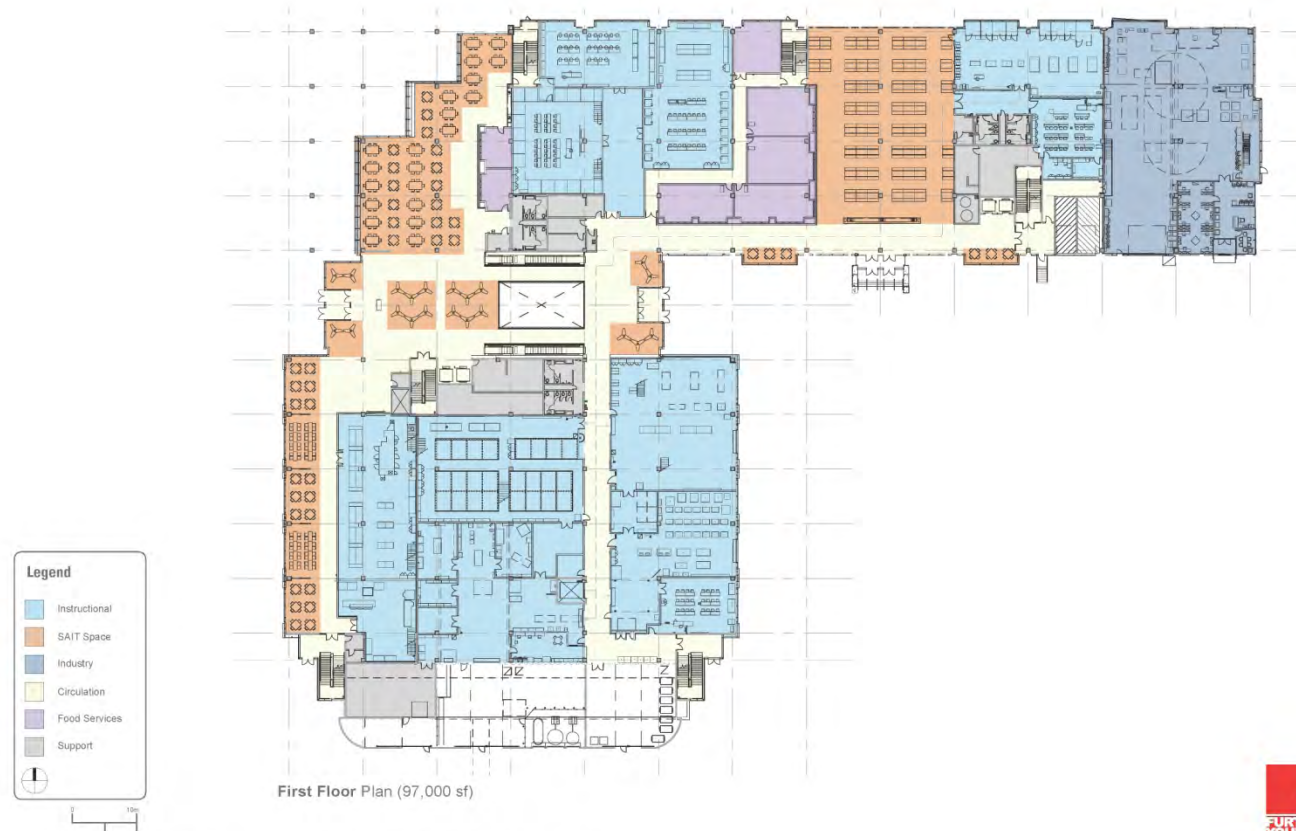 Legend
Instructional
SAIT Space
Industry
Circulation
Food Services
Support
0 10m
First Floor Plan (97,000 sf)